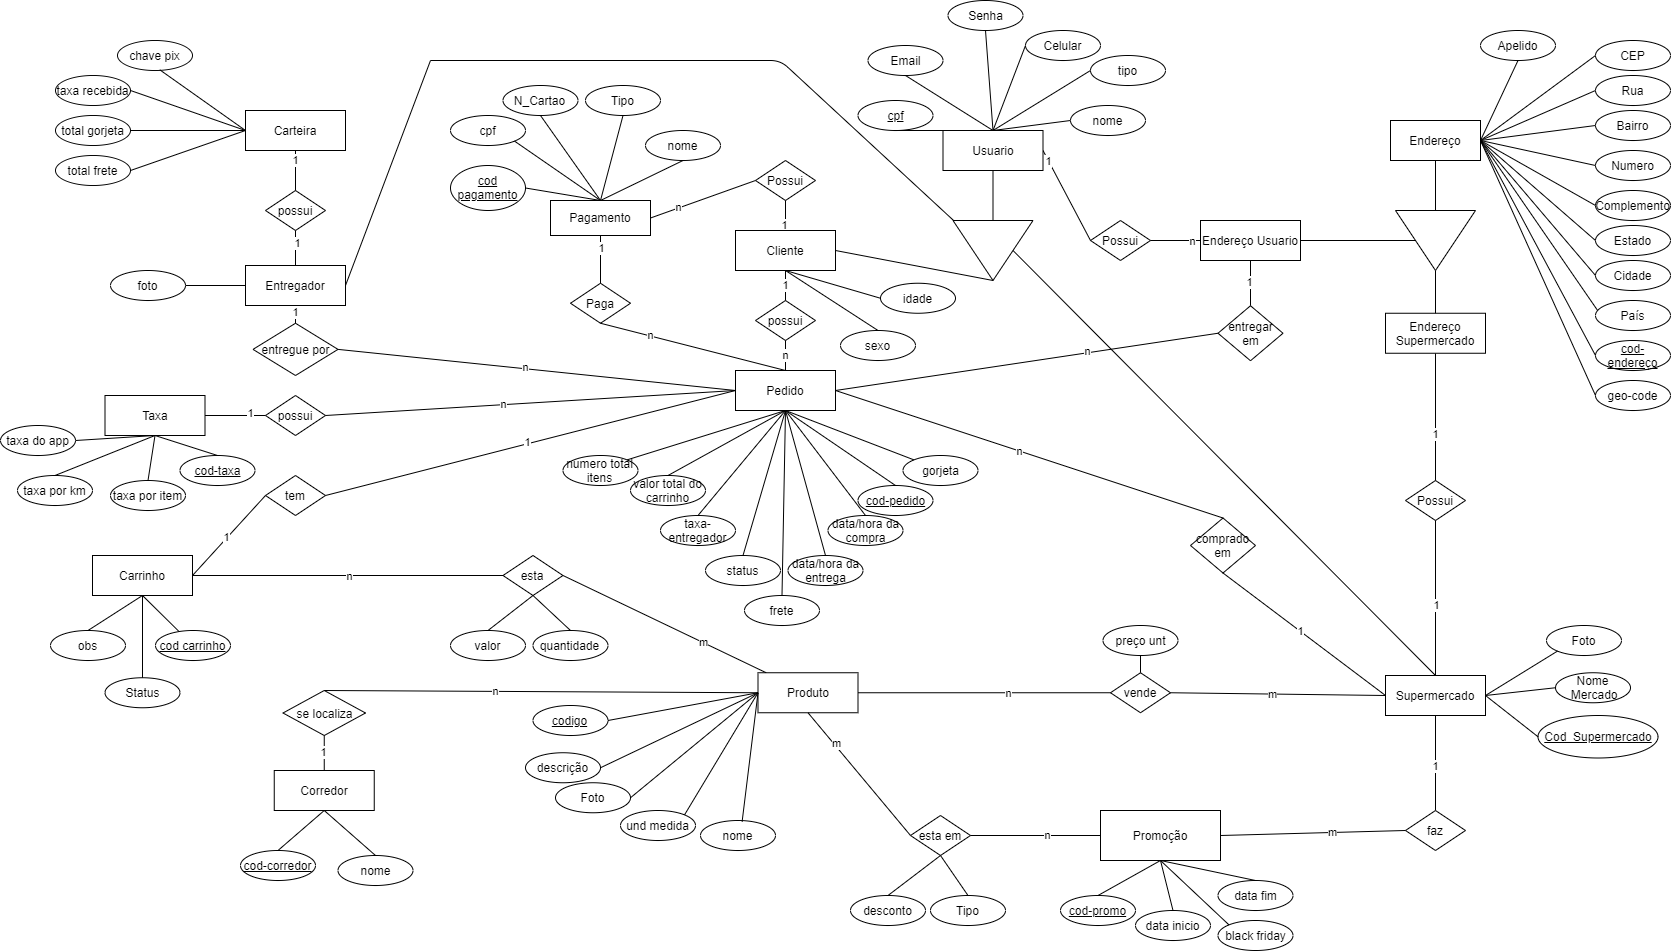 Senha
Apelido
chave pix
Email
Celular
tipo
CEP
taxa recebida
N_Cartao
Tipo
cpf
nome
Rua
total gorjeta
Carteira
cpf
Usuario
Endereço
Bairro
total frete
nome
1
1
Numero
cod
pagamento
Possui
n
Complemento
possui
Pagamento
1
1
1
Cliente
Possui
n
Endereço Usuario
Estado
foto
Entregador
1
1
Cidade
idade
Paga
1
entregue por
possui
entregar
em
Endereço
Supermercado
País
n
sexo
n
n
cod-
endereço
n
Pedido
geo-code
Taxa
1
possui
n
taxa do app
1
n
1
cod-taxa
numero total
itens
gorjeta
taxa por km
taxa por item
tem
valor total do
carrinho
cod-pedido
Possui
taxa-
entregador
data/hora da
compra
comprado
em
1
Carrinho
n
esta
status
data/hora da
entrega
1
frete
1
obs
cod carrinho
valor
quantidade
m
preço unt
Foto
Status
n
Produto
n
vende
m
Supermercado
Nome
Mercado
se localiza
codigo
Cod_Supermercado
1
m
1
descrição
Corredor
Foto
und medida
nome
esta em
n
Promoção
m
faz
cod-corredor
nome
desconto
Tipo
cod-promo
data inicio
data fim
black friday